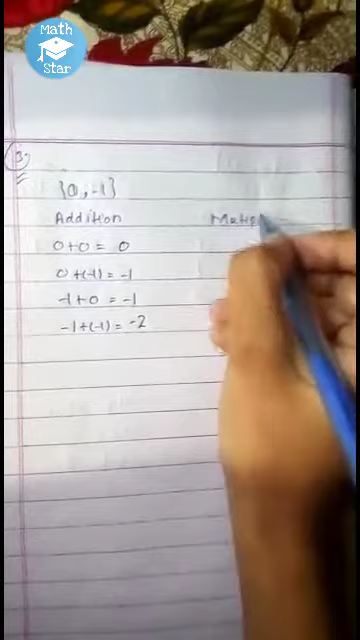 Math
Star
3
{0, -1}
Addition
0+0 = 0
0+(-1) = -1
-1+0 = -1
-1+(-1) = -2